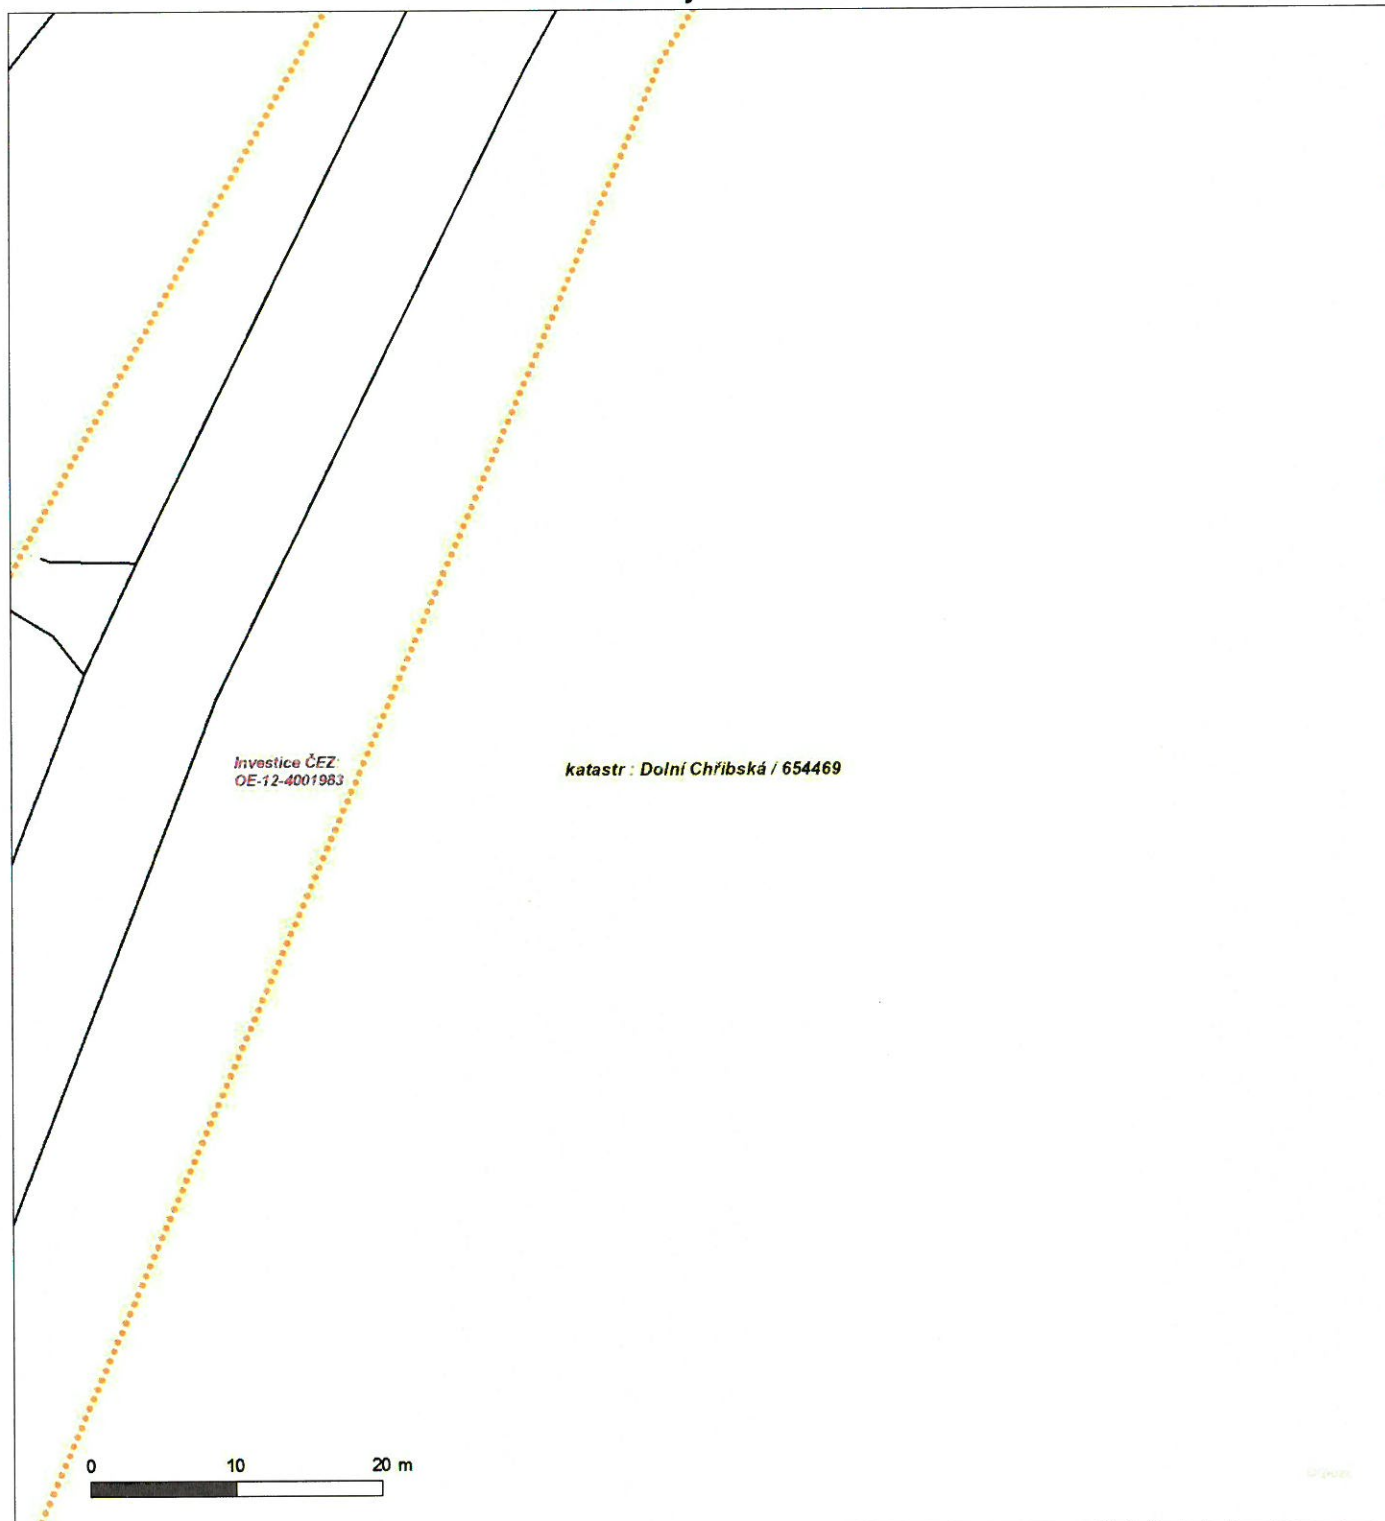 Investice ČEZ:
OE-12-4001983
katastr : Dolní Chřibská / 654469
0 10 20 m